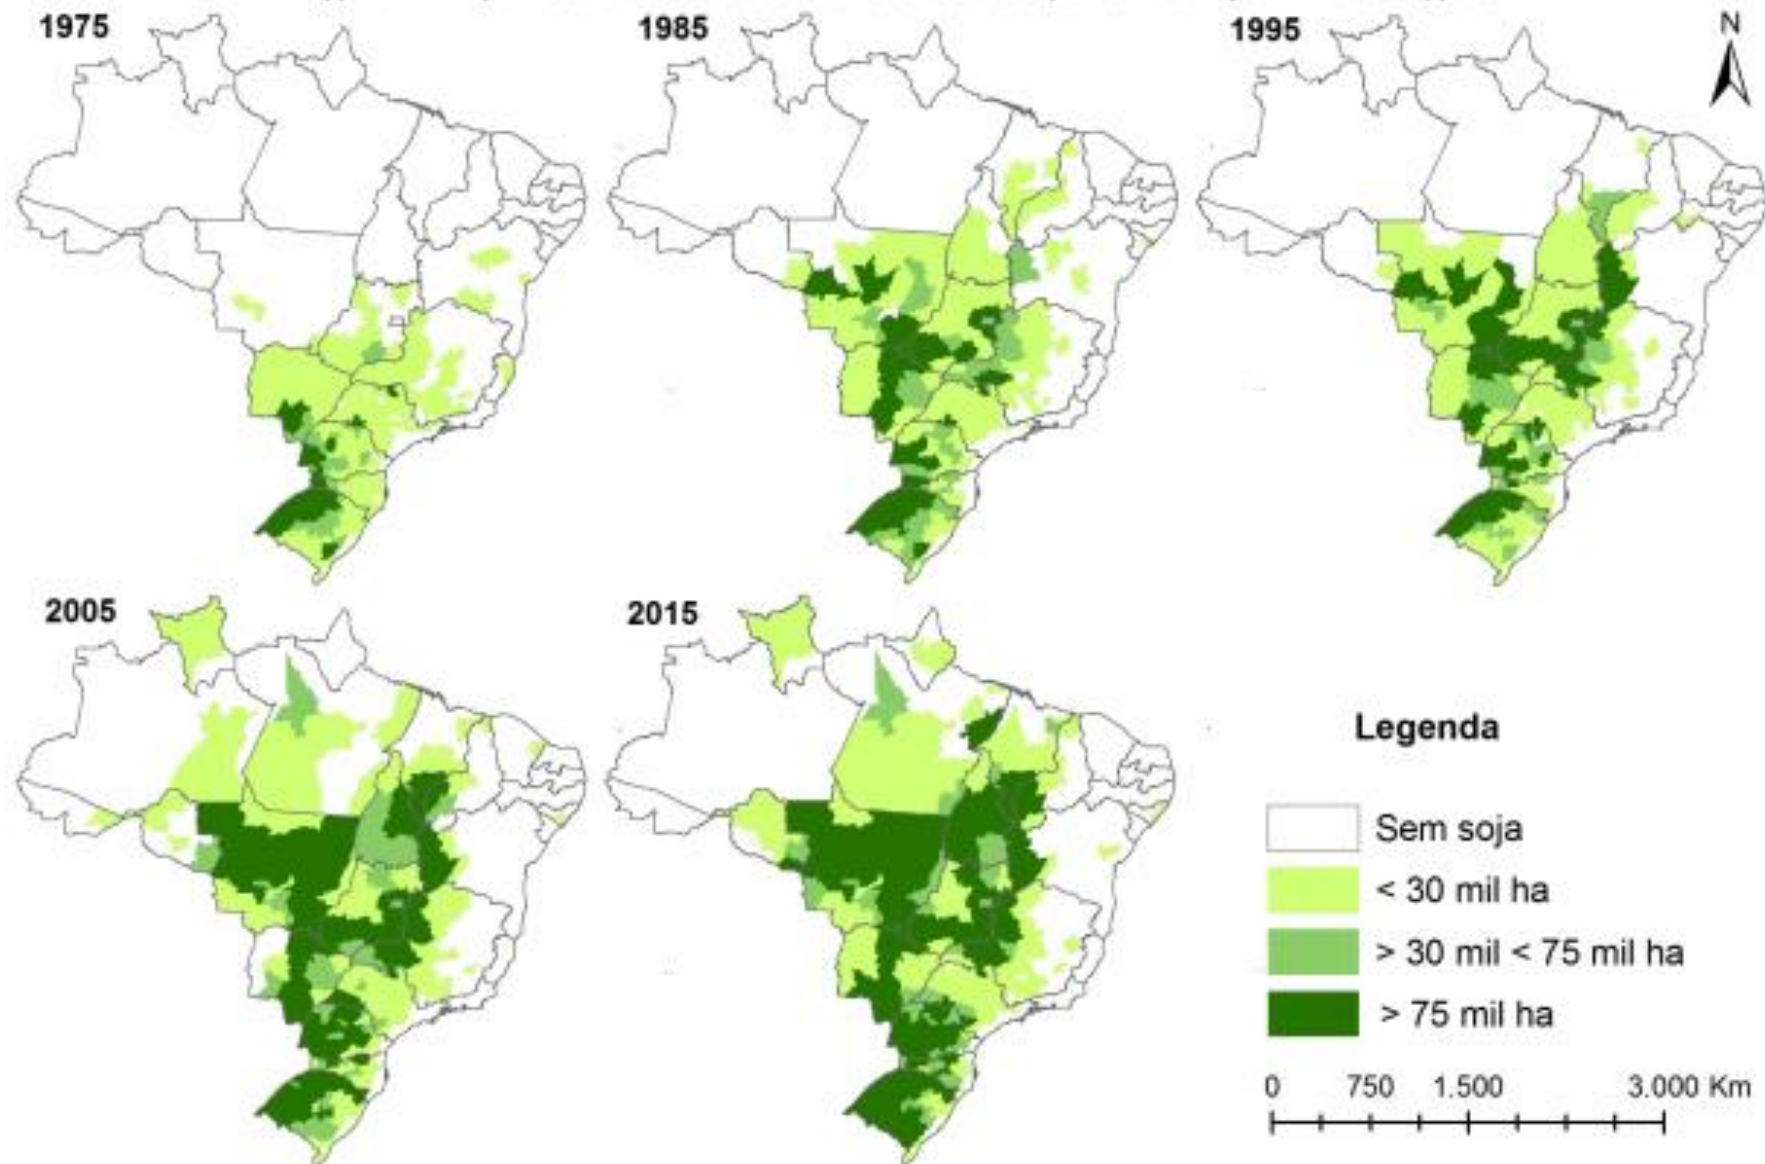 1975
1985
1995
N
2005
2015
Legenda
Sem soja
< 30 mil ha
> 30 mil < 75 mil ha
> 75 mil ha
0 750 1.500 3.000 Km